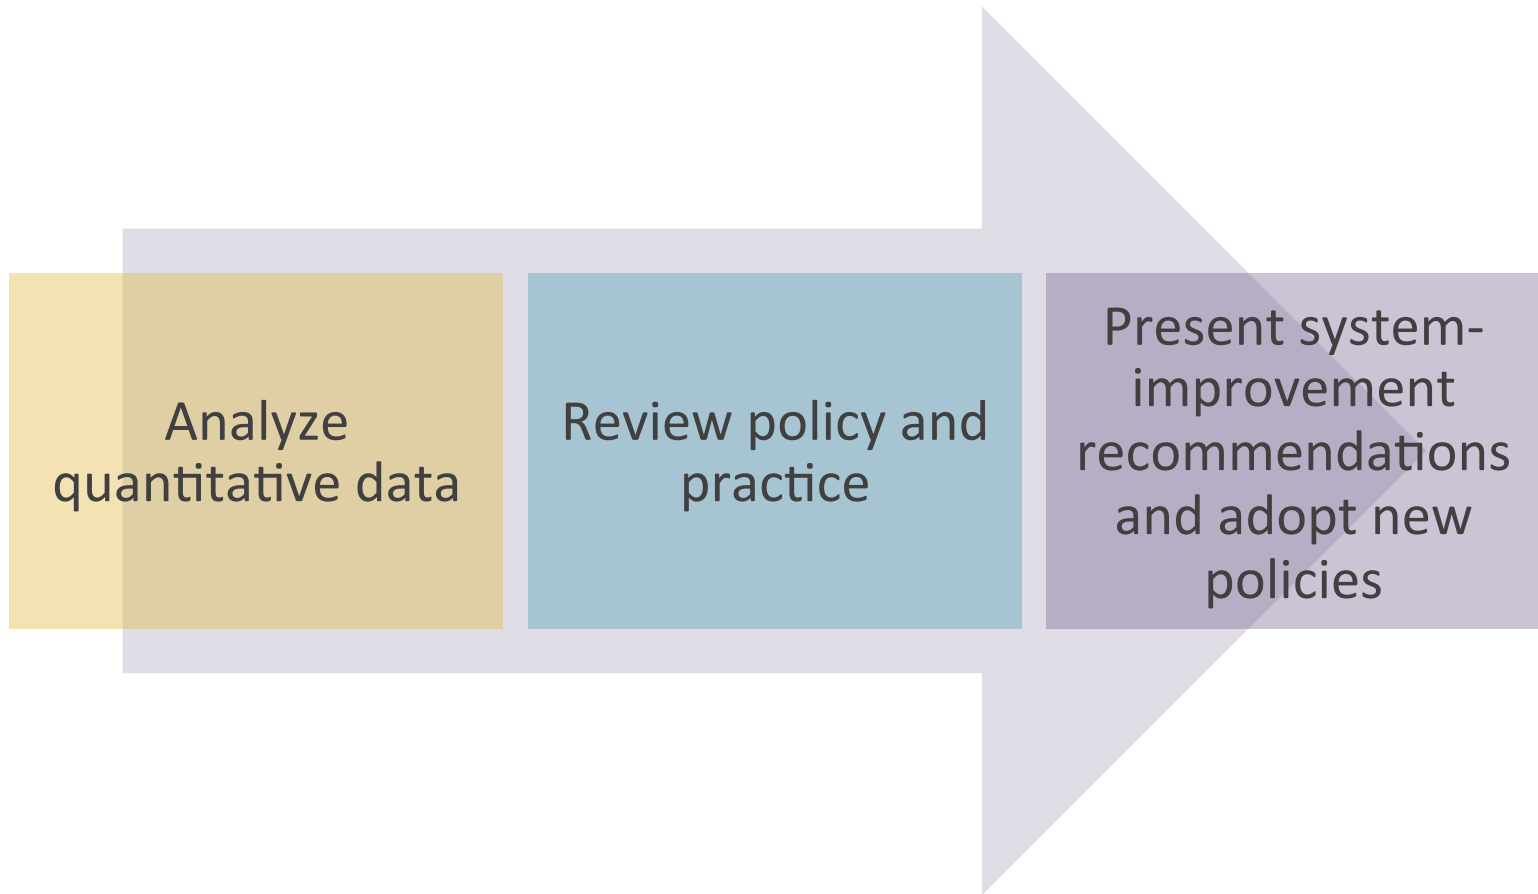 Analyze
quantitative data
Review policy and
practice
Present system-
improvement
recommendations
and adopt new
policies